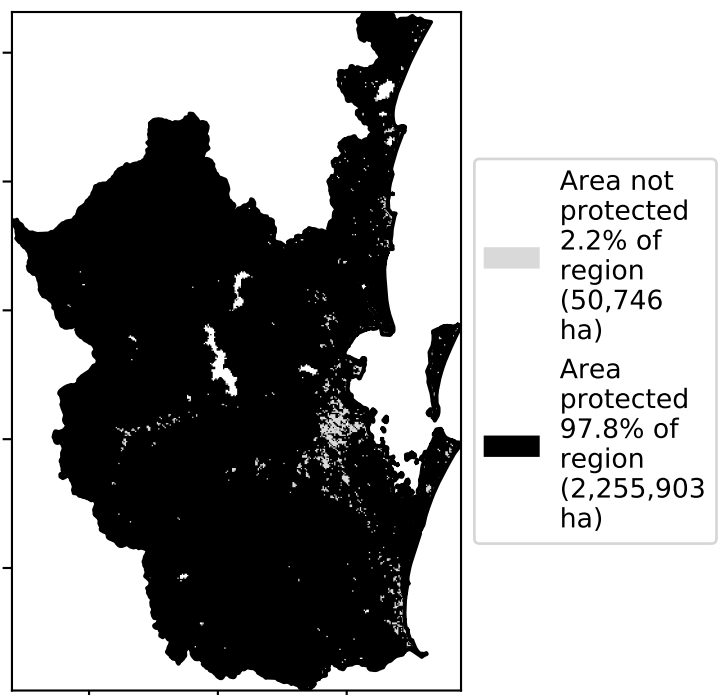 Area not
protected
2.2% of
region
(50,746
ha)
Area
protected
97.8% of
region
(2,255,903
ha)